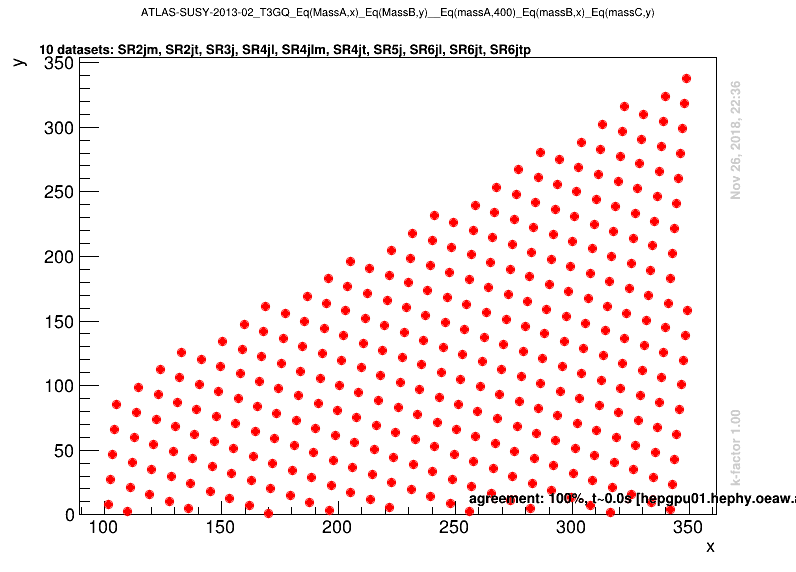 ATLAS-SUSY-2013-02_T3GQ_Eq(MassA,x)_Eq(MassB,y)__Eq(massA,400)_Eq(massB,x)_Eq(massC,y)
10 datasets: SR2jm, SR2jt, SR3j, SR4jl, SR4jlm, SR4jt, SR5j, SR6jl, SR6jt, SR6jtp
y
350
300
250
200
150
100
50
0
Nov 26, 2018, 22:36
k-factor 1.00
agreement: 100%, t~0.0s [hepgpu01.hephy.oeaw.a
100 150 200 250 300 350
x